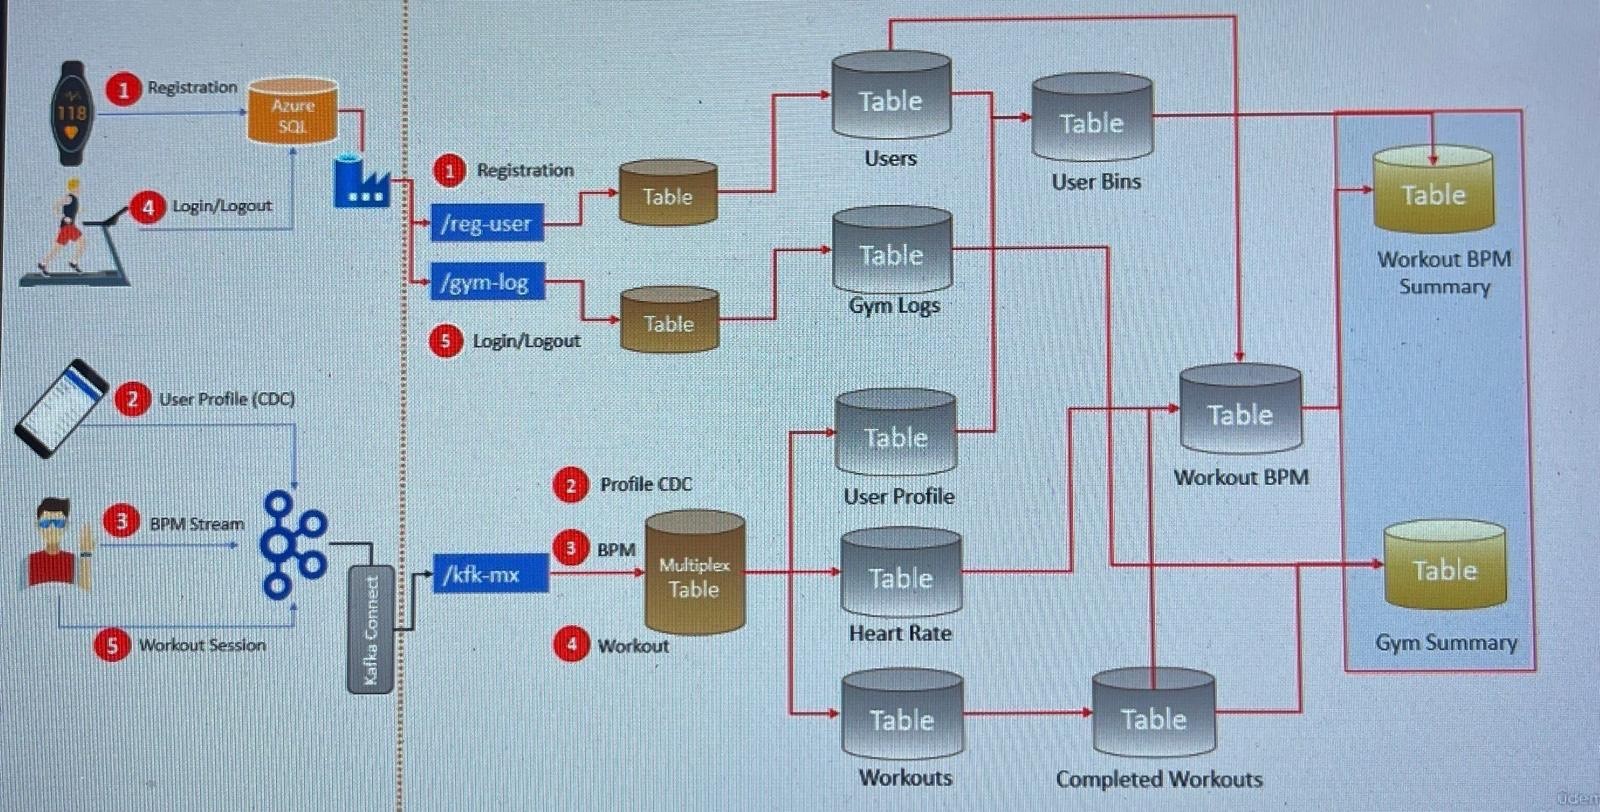 118
1 Registration
Azure
SQL
4 Login/Logout
1 Registration
/reg-user
Table
/gym-log
Table
5 Login/Logout
Table
Users
Table
User Bins
Table
Gym Logs
Table
Workout BPM
Summary
2 User Profile (CDC)
3 BPM Stream
5 Workout Session
Kafka Connect
/kfk-mx
2 Profile CDC
3 BPM
4 Workout
Multiplex
Table
Table
User Profile
Table
Heart Rate
Table
Workouts
Table
Workout BPM
Table
Completed Workouts
Table
Gym Summary